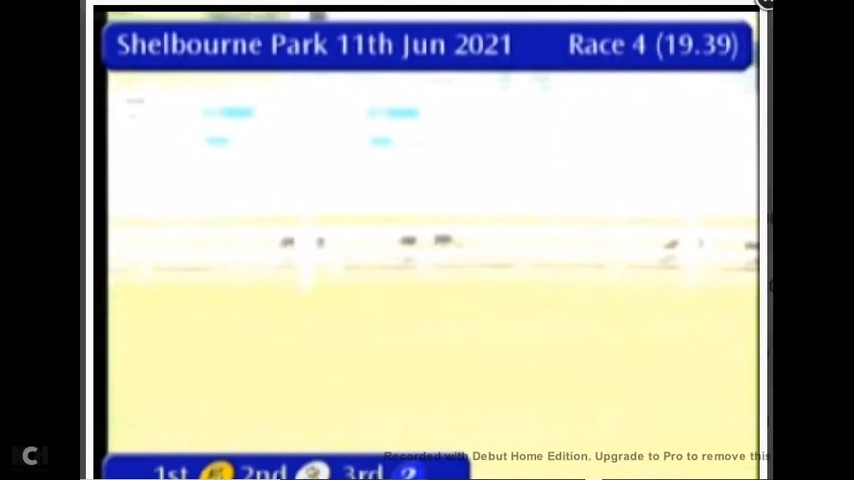 Shelbourne Park 11th Jun 2021 Race 4 (19.39)
Recorded with Debut Home Edition. Upgrade to Pro to remove this
1st 2nd 3rd 2